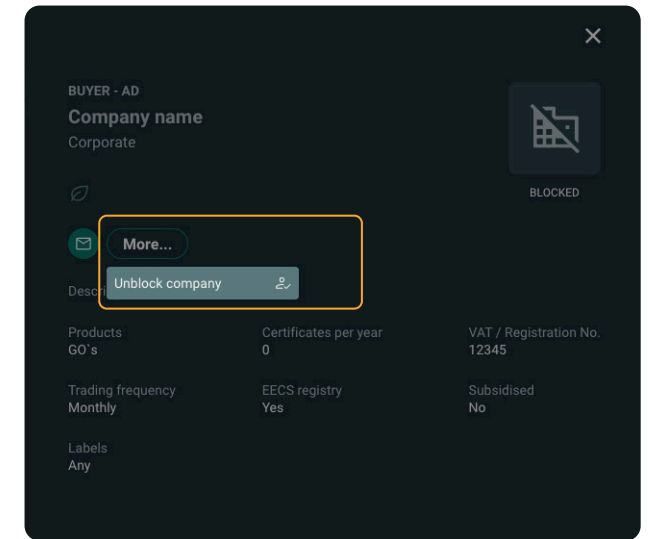 BUYER - AD
Company name
Corporate
BLOCKED
More...
Unblock company
Descri
Products
GO`s
Certificates per year
0
VAT / Registration No.
12345
Trading frequency
Monthly
EECS registry
Yes
Subsidised
No
Labels
Any